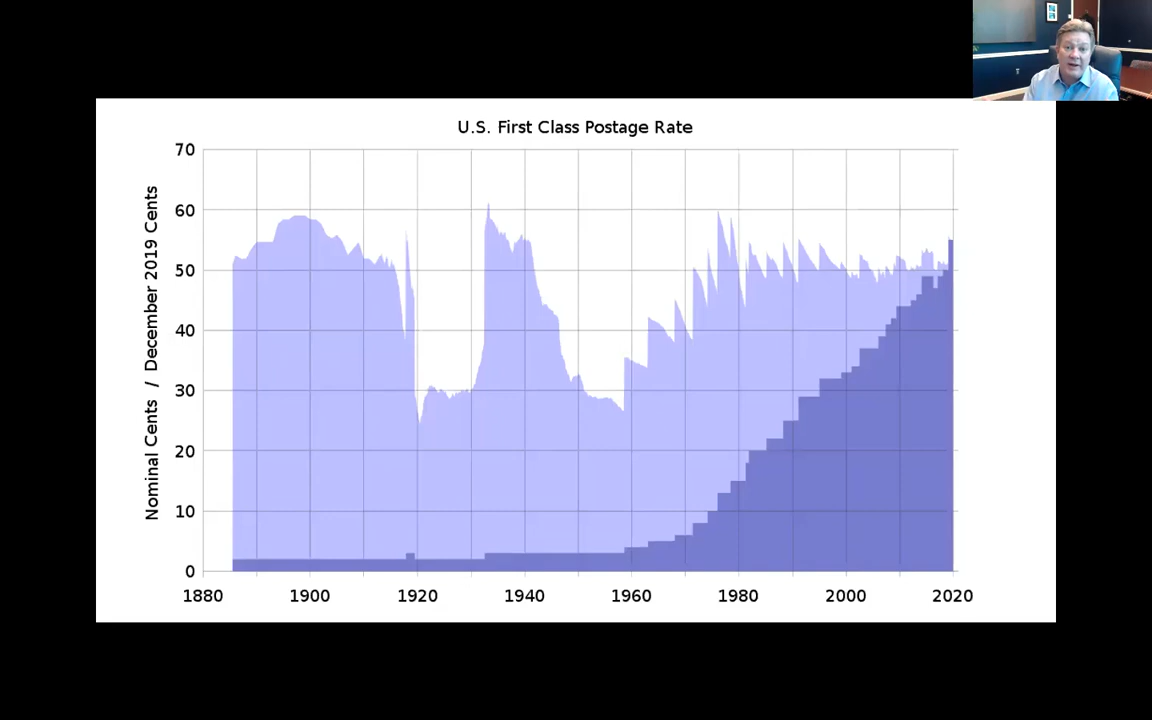 U.S. First Class Postage Rate
Nominal Cents / December 2019 Cents
70
60
50
40
30
20
10
0
1880 1900 1920 1940 1960 1980 2000 2020